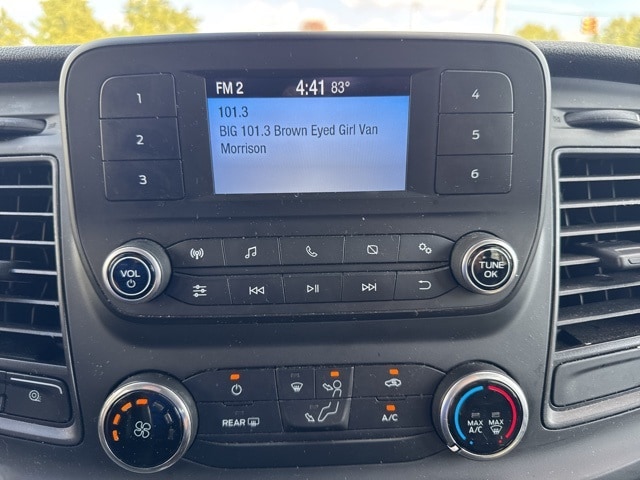 FM 2 4:41 83°
101.3
BIG 101.3 Brown Eyed Girl Van
Morrison
1
2
3
4
5
6
VOL
TUNE
OK
REAR
A/C
MAX
A/C
MAX